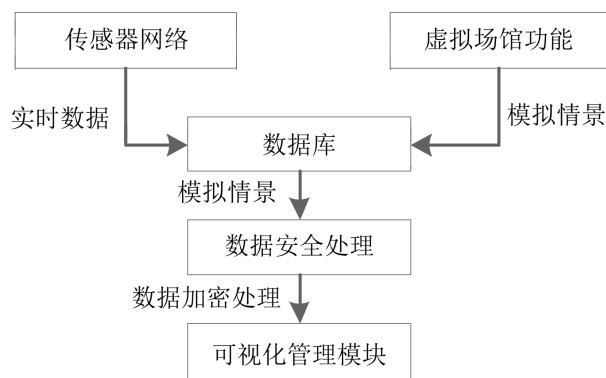 传感器网络
虚拟场馆功能
实时数据
模拟情景
数据库
模拟情景
数据安全处理
数据加密处理
可视化管理模块